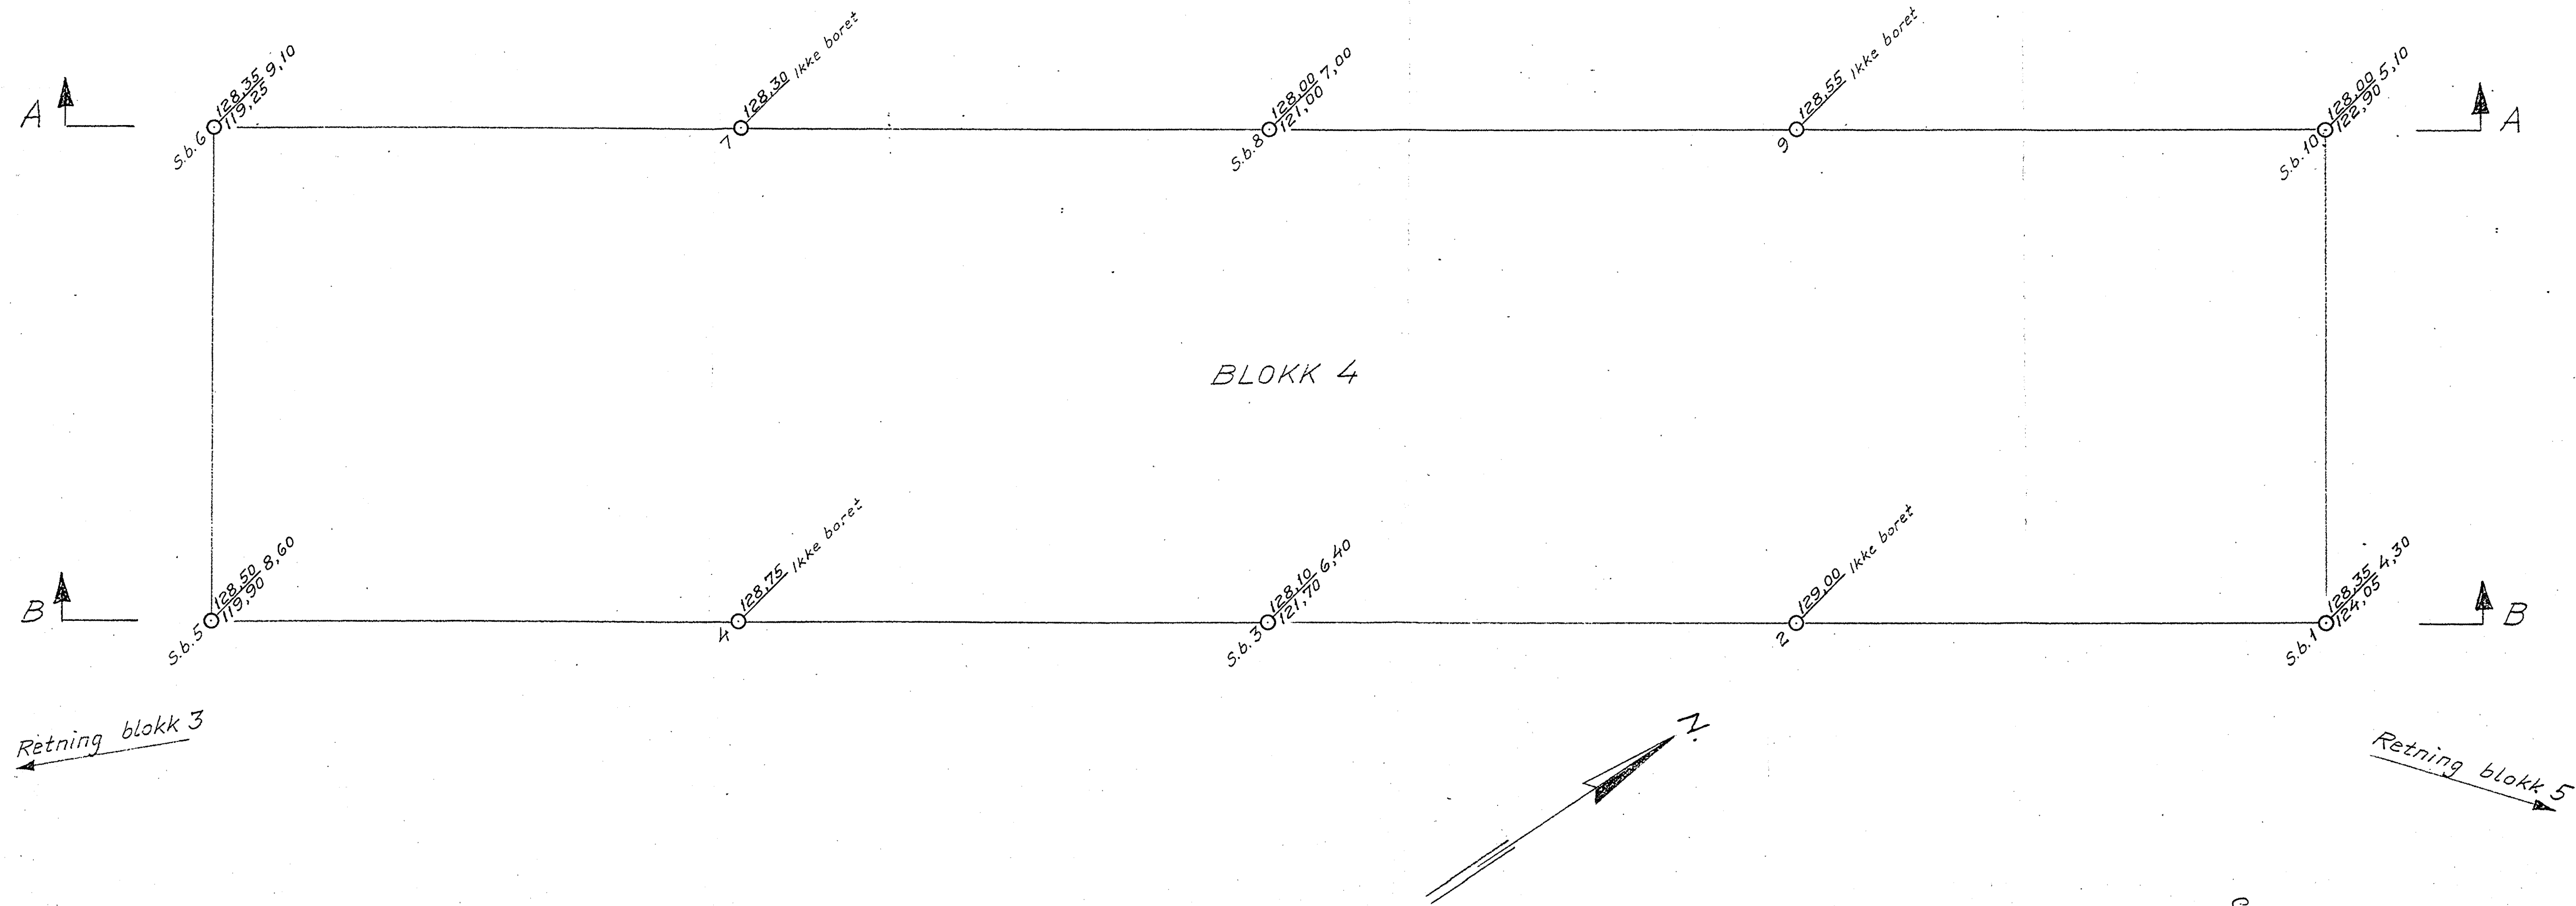 A
S.b. 6
128,35 9,10
119,25
7
128,30 Ikke boret
S.b. 8
128,00 7,00
121,00
9
128,55 Ikke boret
S.b. 10
128,00 5,10
122,90
A
BLOKK 4
B
S.b. 5
128,50 8,60
119,90
4
128,75 Ikke boret
S.b. 3
128,10 6,40
121,70
2
129,00 Ikke boret
S.b. 1
128,35 4,30
124,05
B
Retning blokk 3
N.
Retning blokk 5